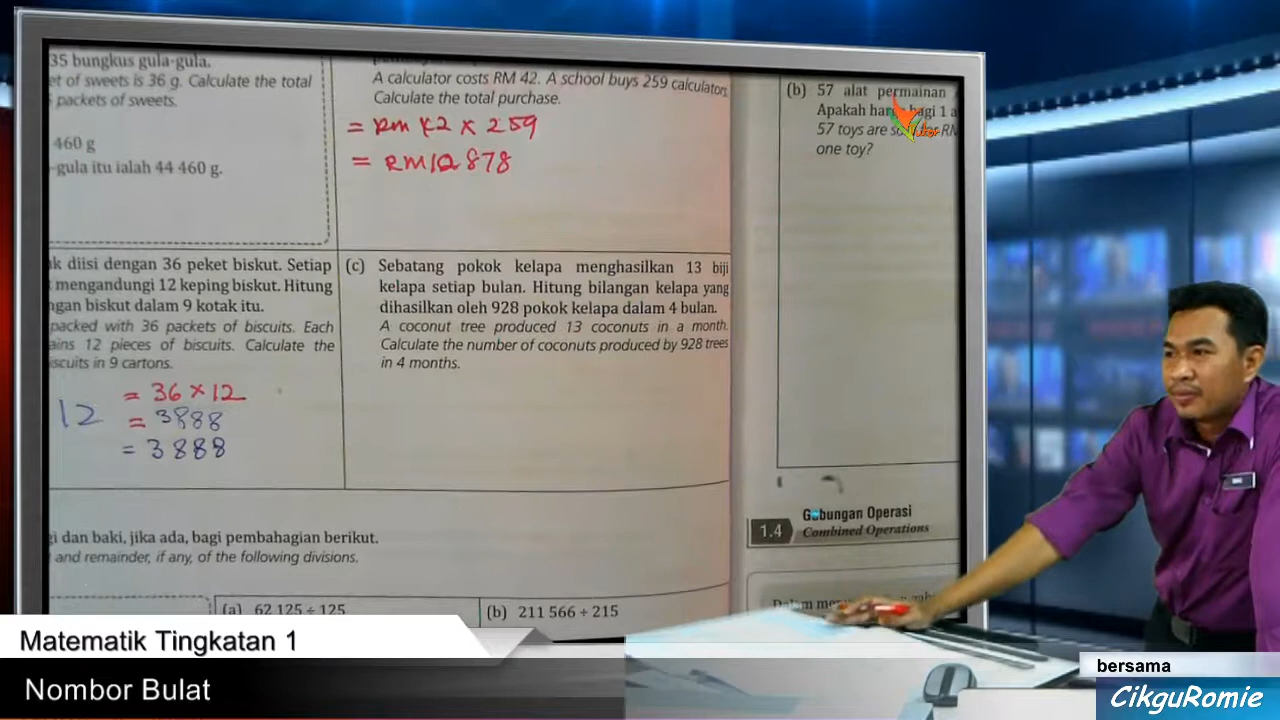 35 bungkus gula-gula.
et of sweets is 36 g. Calculate the total
packets of sweets.
460 g
-gula itu ialah 44 460 g.
A calculator costs RM 42. A school buys 259 calculators
Calculate the total purchase.
= RM 42 x 259
= RM10 878
(b) 57 alat permainan
Apakah har bagi 1 a
57 toys are so RM
one toy?
Tutor
k diisi dengan 36 peket biskut. Setiap
mengandungi 12 keping biskut. Hitung
gan biskut dalam 9 kotak itu.
packed with 36 packets of biscuits. Each
ains 12 pieces of biscuits. Calculate the
iscuits in 9 cartons.
= 36 x 12
12 = 3888
= 3888
(c) Sebatang pokok kelapa menghasilkan 13 biji
kelapa setiap bulan. Hitung bilangan kelapa yang
dihasilkan oleh 928 pokok kelapa dalam 4 bulan.
A coconut tree produced 13 coconuts in a month.
Calculate the number of coconuts produced by 928 trees
in 4 months.
1.4 Gabungan Operasi
Combined Operations
gi dan baki, jika ada, bagi pembahagian berikut.
and remainder, if any, of the following divisions.
(a) 62 125 ÷ 125
(b) 211 566 ÷ 215
Matematik Tingkatan 1
Nombor Bulat
bersama
CikguRomie